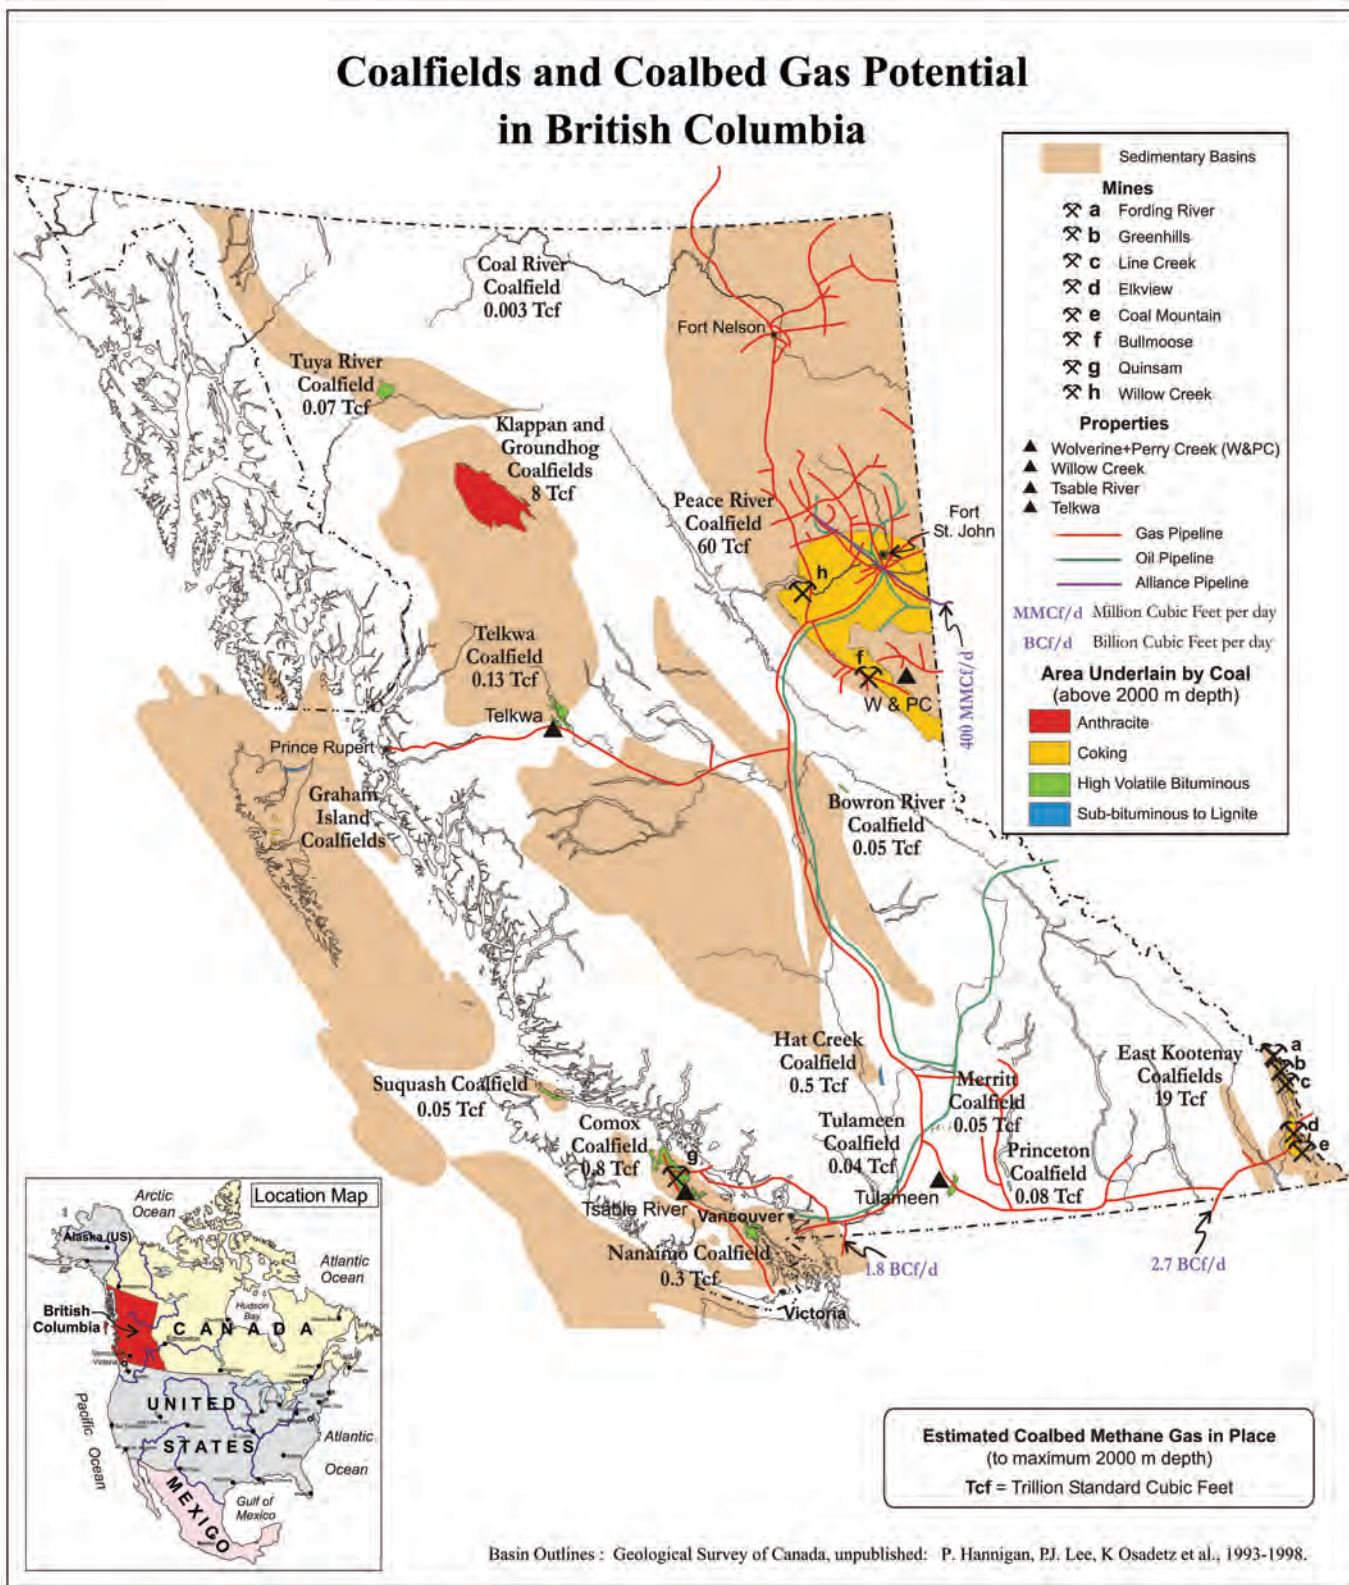 Coalfields and Coalbed Gas Potential
in British Columbia
Sedimentary Basins
Mines
a Fording River
b Greenhills
c Line Creek
d Elkview
e Coal Mountain
f Bullmoose
g Quinsam
h Willow Creek
Properties
Wolverine+Perry Creek (W&PC)
Willow Creek
Tsable River
Telkwa
Gas Pipeline
Oil Pipeline
Alliance Pipeline
MMCf/d Million Cubic Feet per day
BCf/d Billion Cubic Feet per day
Area Underlain by Coal
(above 2000 m depth)
Anthracite
Coking
High Volatile Bituminous
Sub-bituminous to Lignite
Coal River
Coalfield
0.003 Tcf
Fort Nelson
Tuya River
Coalfield
0.07 Tcf
Klappan and
Groundhog
Coalfields
8 Tcf
Peace River
Coalfield
60 Tcf
Fort
St. John
h
f
W & PC
400 MMCf/d
Telkwa
Coalfield
0.13 Tcf
Telkwa
Prince Rupert
Graham
Island
Coalfields
Bowron River
Coalfield
0.05 Tcf
Hat Creek
Coalfield
0.5 Tcf
Merritt
Coalfield
0.05 Tcf
East Kootenay
Coalfields
19 Tcf
a
b
c
d
e
Suquash Coalfield
0.05 Tcf
Comox
Coalfield
0.8 Tcf
g
Tulameen
Coalfield
0.04 Tcf
Princeton
Coalfield
0.08 Tcf
Tulameen
Tsable River
Vancouver
Nanaimo Coalfield
0.3 Tcf
1.8 BCf/d
2.7 BCf/d
Victoria
Location Map
Arctic
Ocean
Alaska (US)
Atlantic
Ocean
Hudson
Bay
British
Columbia
CANADA
Edmonton
Vancouver
Victoria
Pacific Ocean
UNITED
STATES
Atlantic
Ocean
MEXICO
Gulf of
Mexico
Estimated Coalbed Methane Gas in Place
(to maximum 2000 m depth)
Tcf = Trillion Standard Cubic Feet
Basin Outlines : Geological Survey of Canada, unpublished: P. Hannigan, P.J. Lee, K Osadetz et al., 1993-1998.